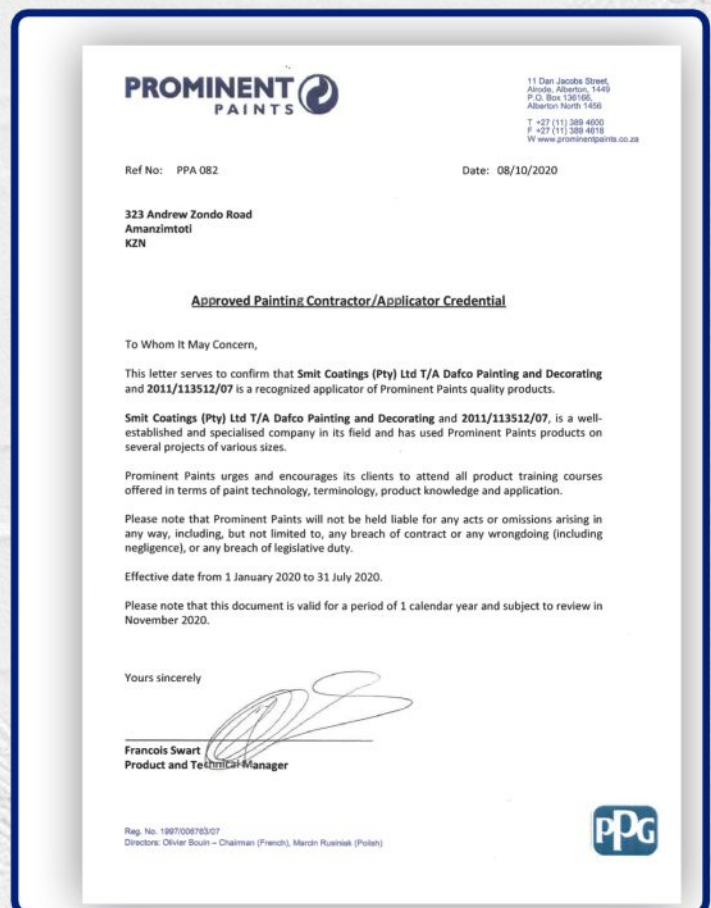 PROMINENT
PAINTS
11 Dan Jacobs Street,
Alrode, Alberton, 1449
P.O. Box 136166,
Alberton North 1456
T +27 (11) 389 4600
F +27 (11) 389 4618
W www.prominentpaints.co.za
Ref No: PPA 082
Date: 08/10/2020
323 Andrew Zondo Road
Amanzimtoti
KZN
Approved Painting Contractor/Applicator Credential
To Whom It May Concern,
This letter serves to confirm that Smit Coatings (Pty) Ltd T/A Dafco Painting and Decorating
and 2011/113512/07 is a recognized applicator of Prominent Paints quality products.
Smit Coatings (Pty) Ltd T/A Dafco Painting and Decorating and 2011/113512/07, is a well-
established and specialised company in its field and has used Prominent Paints products on
several projects of various sizes.
Prominent Paints urges and encourages its clients to attend all product training courses
offered in terms of paint technology, terminology, product knowledge and application.
Please note that Prominent Paints will not be held liable for any acts or omissions arising in
any way, including, but not limited to, any breach of contract or any wrongdoing (including
negligence), or any breach of legislative duty.
Effective date from 1 January 2020 to 31 July 2020.
Please note that this document is valid for a period of 1 calendar year and subject to review in
November 2020.
Yours sincerely
Francois Swart
Product and Technical Manager
Reg. No. 1997/006763/07
Directors: Olivier Bouin – Chairman (French), Marcin Rusiniak (Polish)
PPG